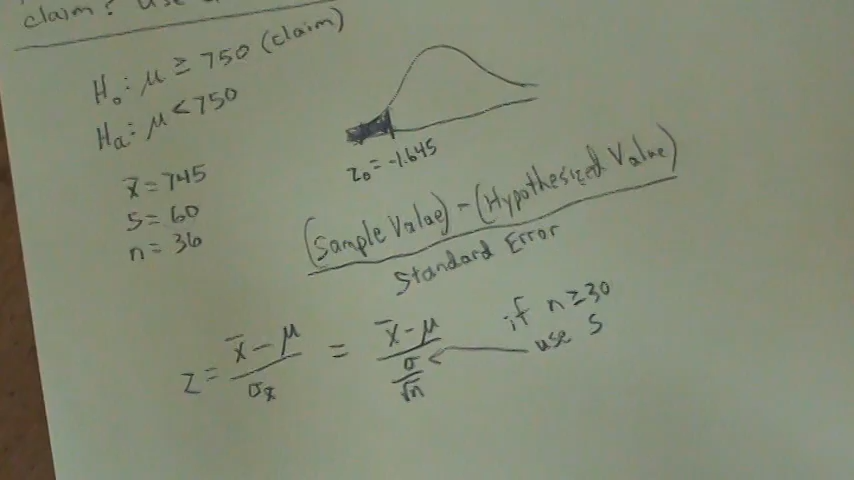 claim? Use
H₀: μ ≥ 750 (claim)
Hₐ: μ < 750
x̄ = 745
s = 60
n = 36
z₀ = -1.645
(Sample Value) - (Hypothesized Value)
Standard Error
z = x̄ - μ / σx̄ = x̄ - μ / σ/√n
if n ≥ 30
use s